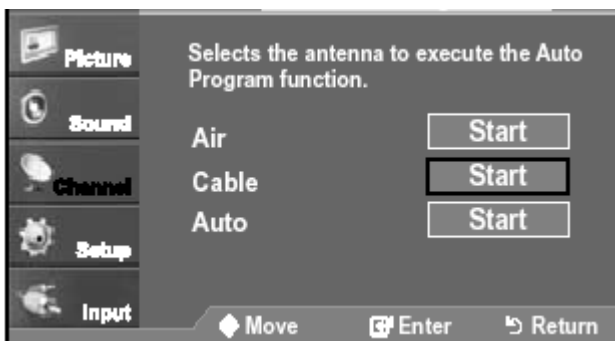 Picture
Sound
Channel
Setup
Input
Selects the antenna to execute the Auto
Program function.
Air Start
Cable Start
Auto Start
Move Enter Return